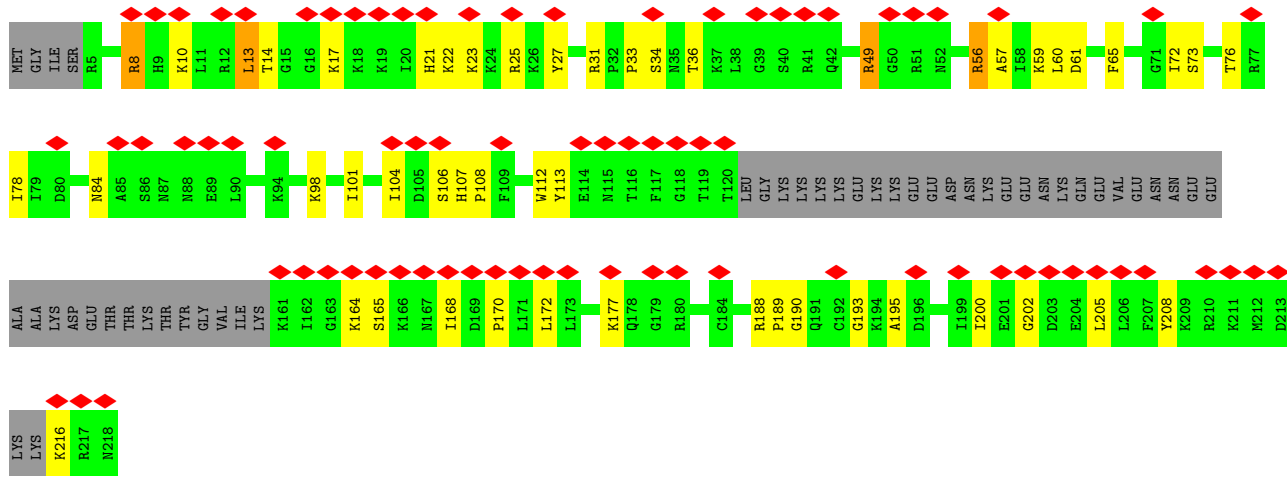 MET GLY ILE SER R5 R8 H9 K10 L11 R12 L13 T14 G15 G16 K17 K18 K19 I20 H21 K22 K23 K24 R25 K26 Y27 R31 P32 P33 S34 N35 T36 K37 L38 G39 S40 R41 Q42 R49 G50 R51 N52 R56 A57 I58 K59 L60 D61 F65 G71 I72 S73 T76 R77
I78 I79 D80 N84 A85 S86 N87 N88 E89 L90 K94 K98 I101 I104 D105 S106 H107 P108 F109 W112 Y113 E114 N115 T116 F117 G118 T119 T120 LEU GLY LYS LYS LYS LYS GLU LYS LYS GLU GLU ASP ASN LYS GLU GLU ASN LYS GLN GLU VAL GLU ASN ASN GLU GLU
ALA ALA LYS ASP GLU THR THR LYS THR TYR GLY VAL ILE LYS K161 I162 G163 K164 S165 K166 N167 I168 D169 P170 L171 L172 L173 K177 Q178 G179 R180 C184 R188 P189 G190 Q191 C192 G193 K194 A195 D196 I199 I200 E201 G202 D203 E204 L205 L206 F207 Y208 K209 R210 K211 M212 D213
LYS LYS K216 R217 N218